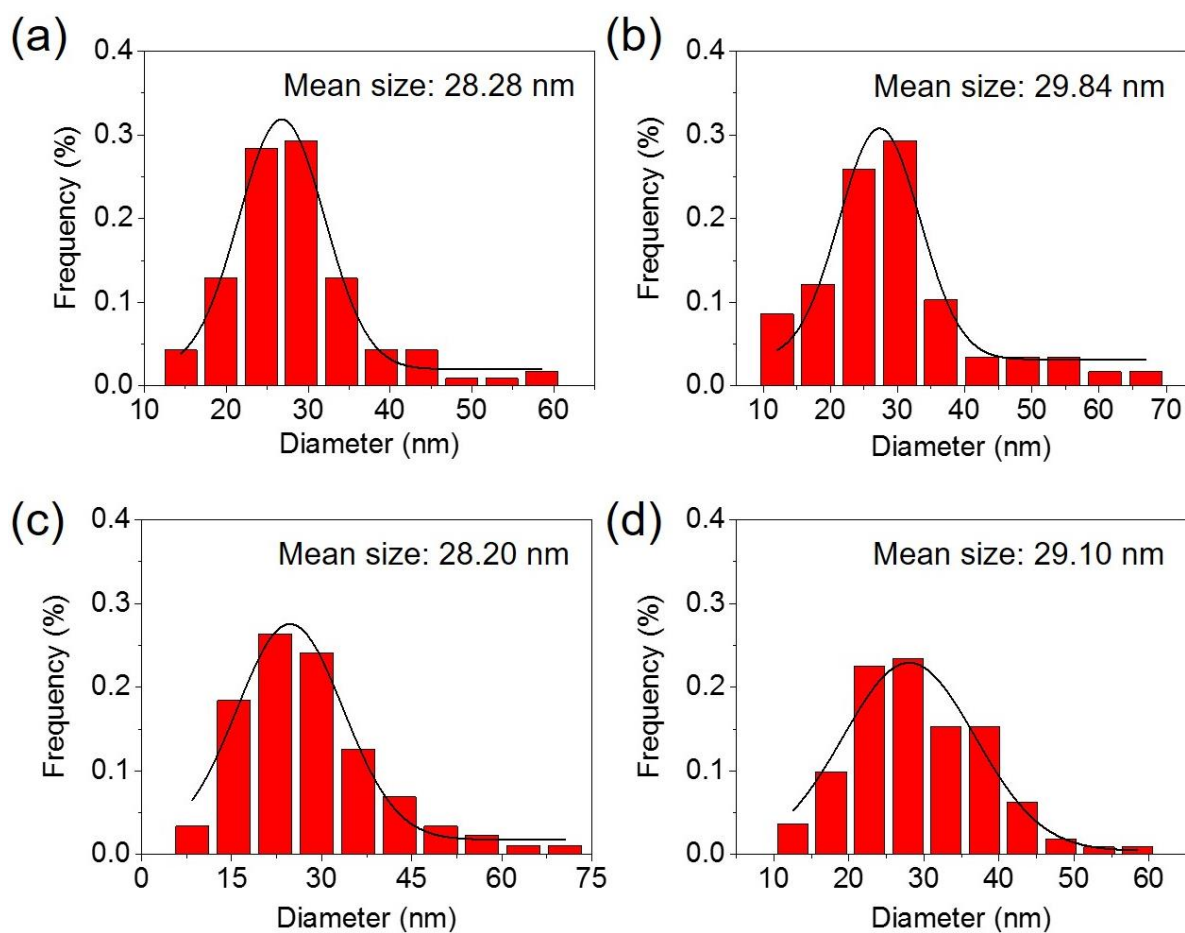 (a)
Mean size: 28.28 nm
Frequency (%)
0.4
0.3
0.2
0.1
0.0
10 20 30 40 50 60
Diameter (nm)
(b)
Mean size: 29.84 nm
Frequency (%)
0.4
0.3
0.2
0.1
0.0
10 20 30 40 50 60 70
Diameter (nm)
(c)
Mean size: 28.20 nm
Frequency (%)
0.4
0.3
0.2
0.1
0.0
0 15 30 45 60 75
Diameter (nm)
(d)
Mean size: 29.10 nm
Frequency (%)
0.4
0.3
0.2
0.1
0.0
10 20 30 40 50 60
Diameter (nm)